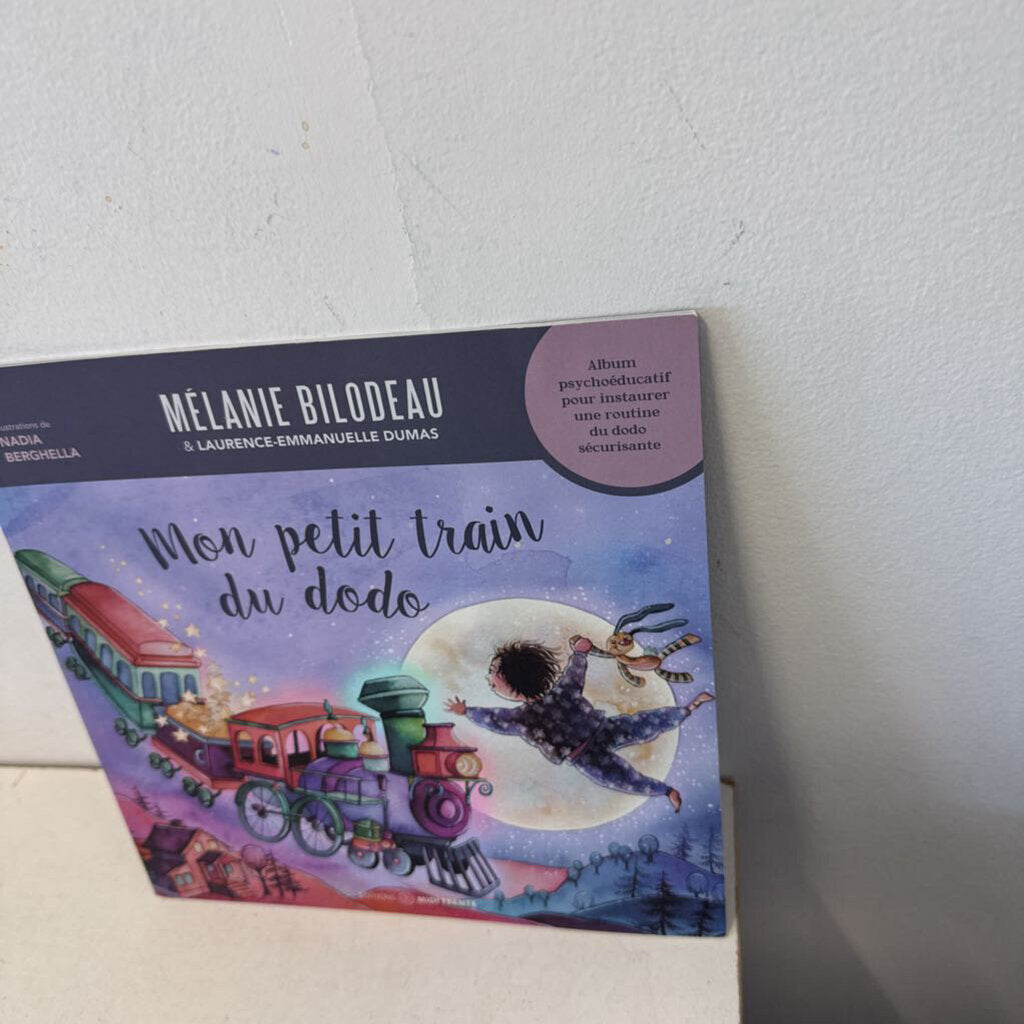 MÉLANIE BILODEAU
& LAURENCE-EMMANUELLE DUMAS
NADIA
BERGHELLA
Album
psychoéducatif
pour instaurer
une routine
du dodo
sécurisante
Mon petit train
du dodo